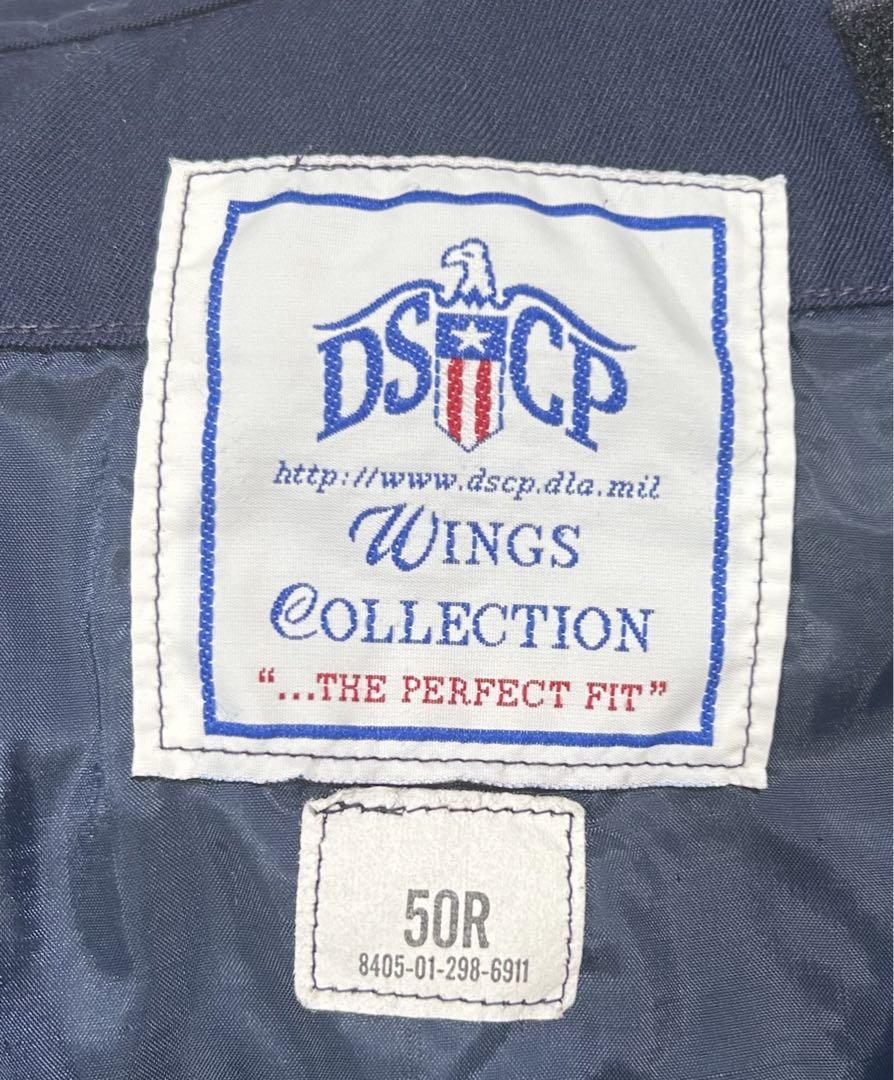 DSCP
http://www.dscp.dla.mil
WINGS
COLLECTION
"...THE PERFECT FIT"
50R
8405-01-298-6911